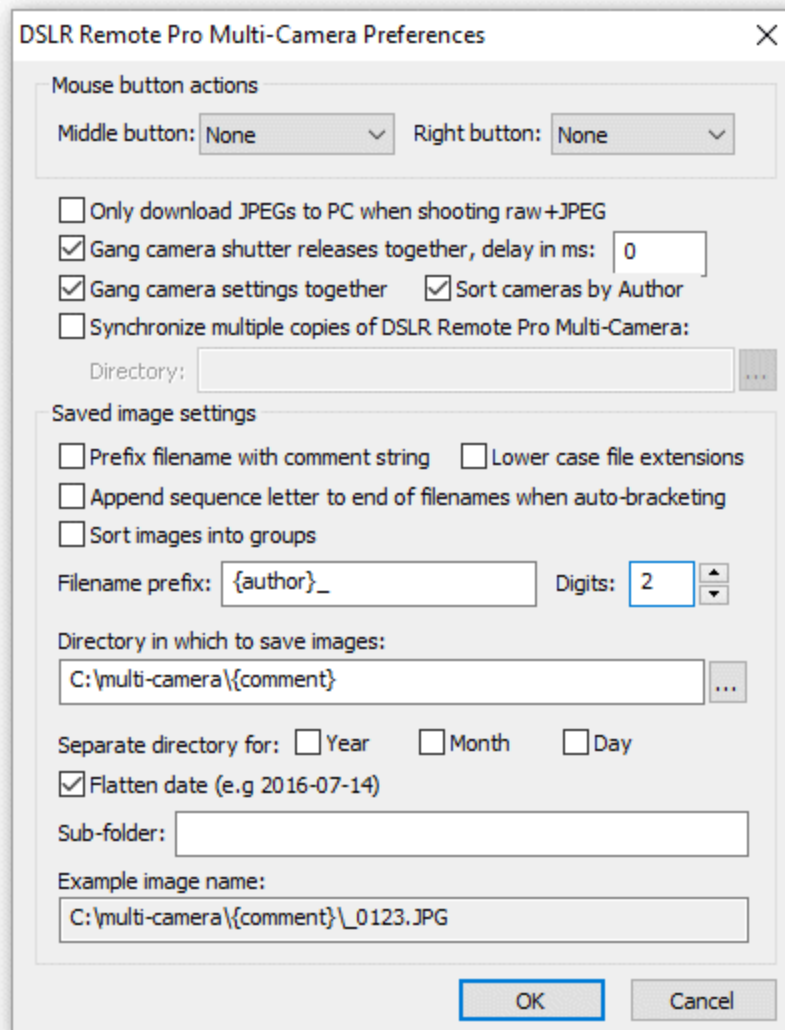 DSLR Remote Pro Multi-Camera Preferences
Mouse button actions
Middle button: None Right button: None
Only download JPEGs to PC when shooting raw+JPEG
Gang camera shutter releases together, delay in ms: 0
Gang camera settings together Sort cameras by Author
Synchronize multiple copies of DSLR Remote Pro Multi-Camera:
Directory: ...
Saved image settings
Prefix filename with comment string Lower case file extensions
Append sequence letter to end of filenames when auto-bracketing
Sort images into groups
Filename prefix: {author}_ Digits: 2
Directory in which to save images:
C:\multi-camera\{comment} ...
Separate directory for: Year Month Day
Flatten date (e.g 2016-07-14)
Sub-folder:
Example image name:
C:\multi-camera\{comment}\_0123.JPG
OK Cancel